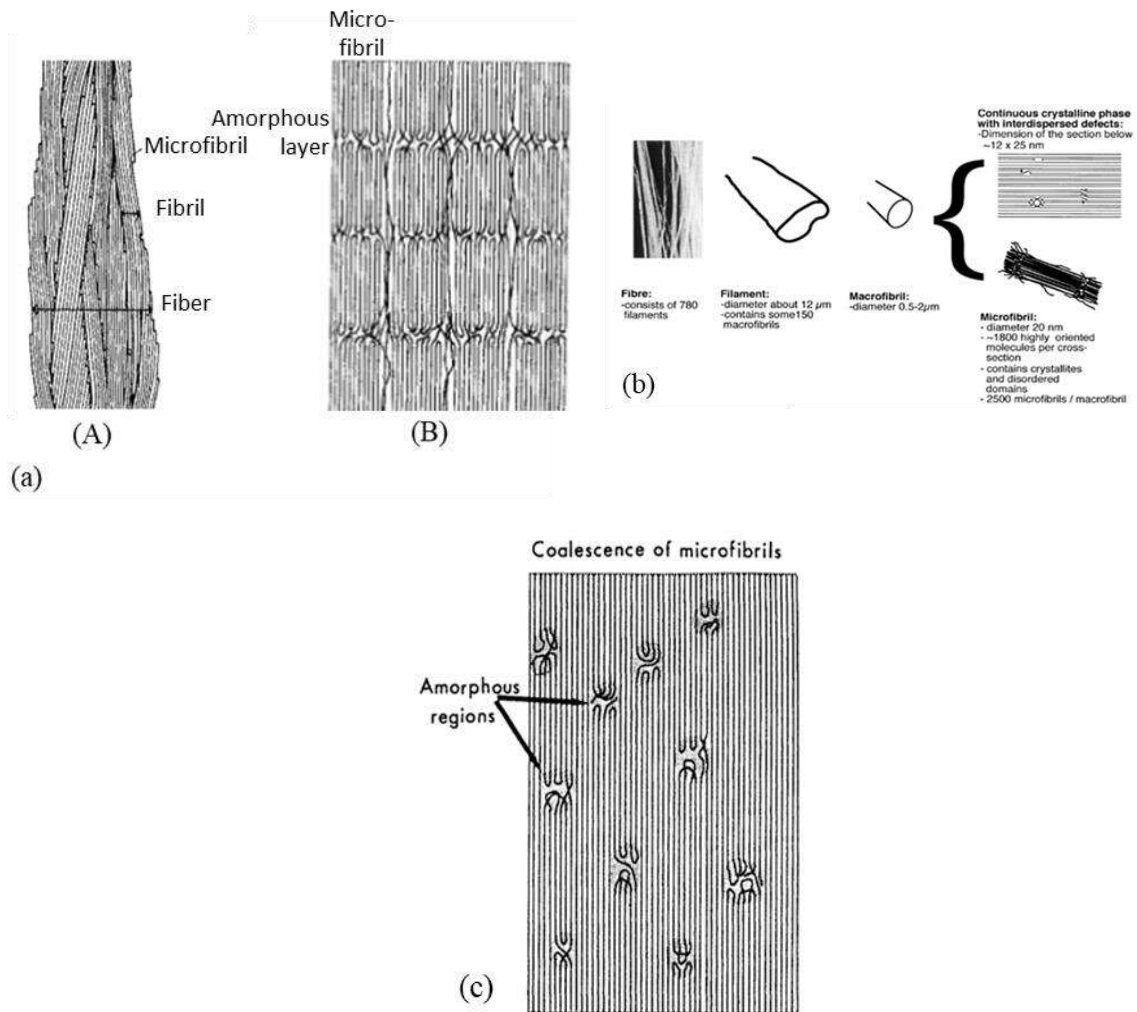 Micro-
fibril
Amorphous
layer
Microfibril
Fibril
Fiber
(A)
(B)
(a)
Fibre:
-consists of 780
filaments
Filament:
-diameter about 12 µm
-contains some150
macrofibrils
Macrofibril:
-diameter 0.5-2µm
Continuous crystalline phase
with interdispersed defects:
-Dimension of the section below
~12 x 25 nm
Microfibril:
- diameter 20 nm
- ~1800 highly oriented
molecules per cross-
section
- contains crystallites
and disordered
domains
- 2500 microfibrils / macrofibril
(b)
Coalescence of microfibrils
Amorphous
regions
(c)